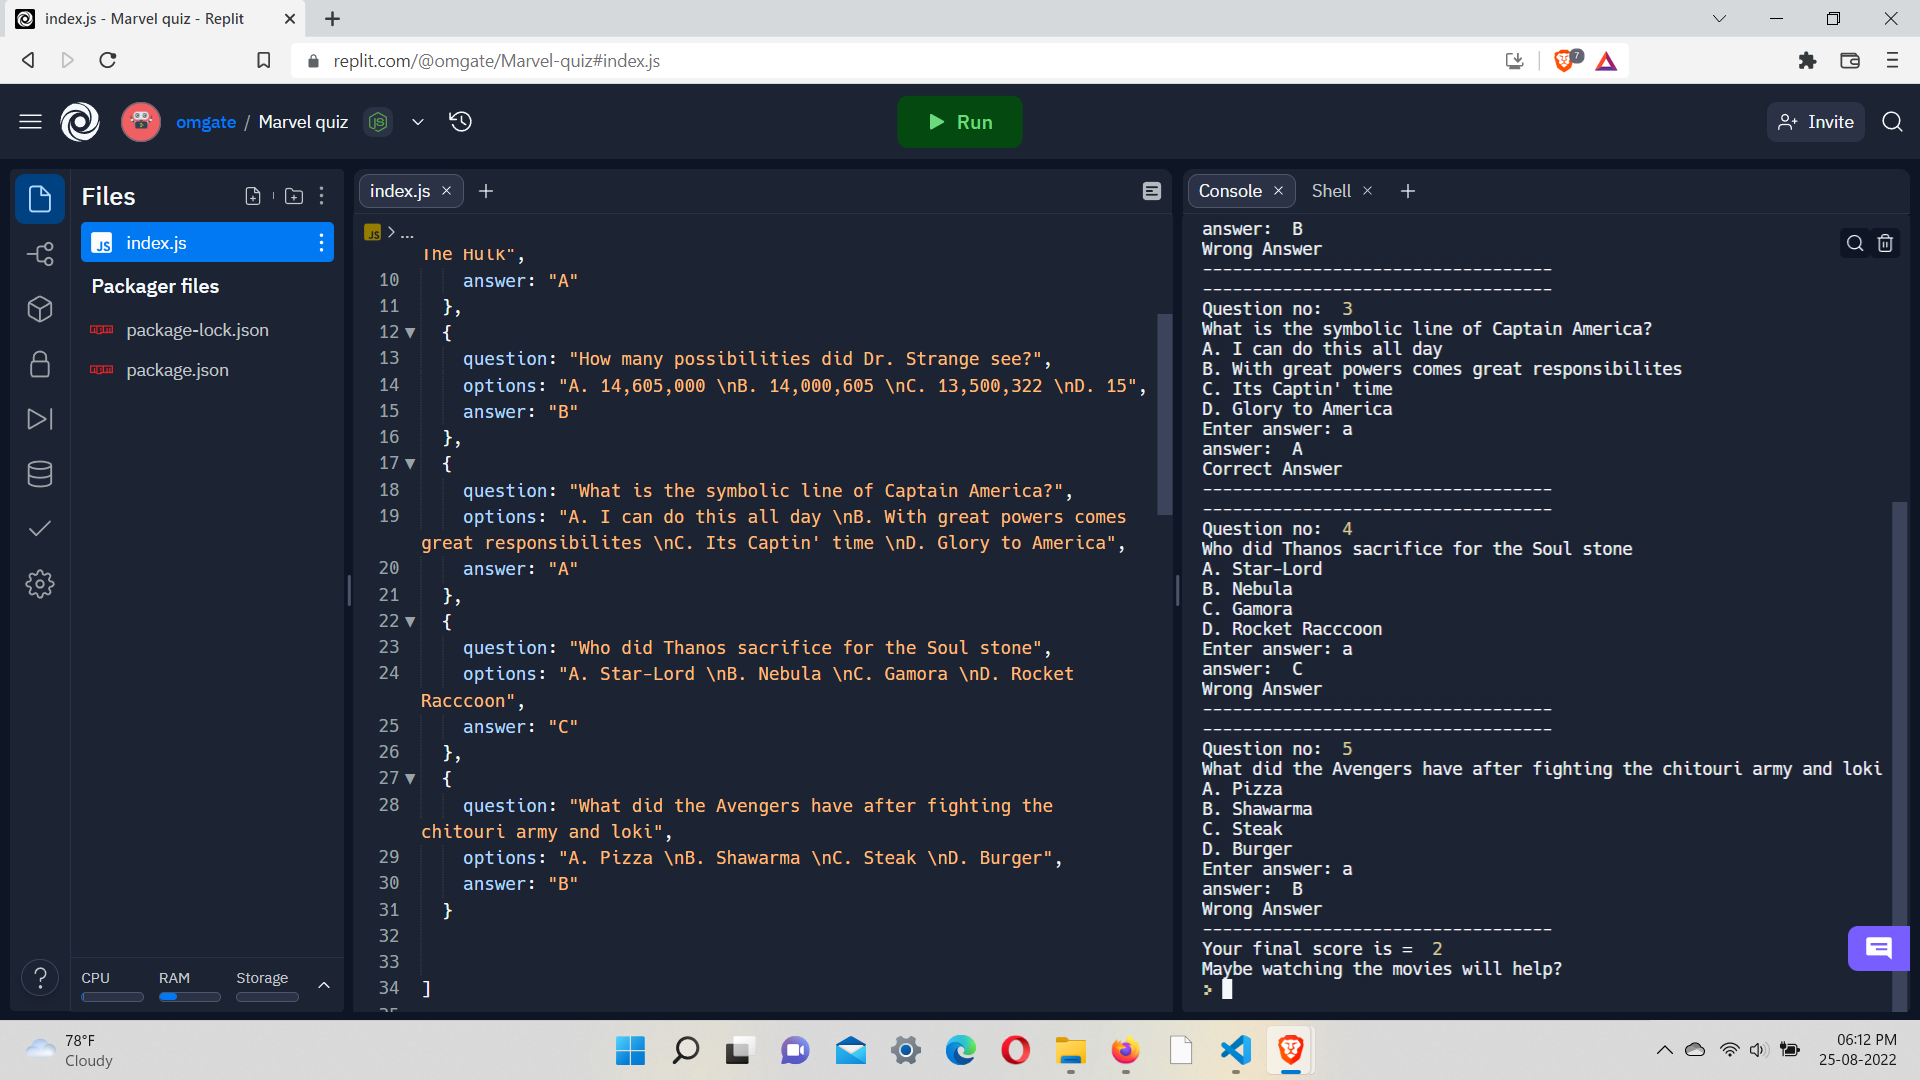 index.js - Marvel quiz - Replit
replit.com/@omgate/Marvel-quiz#index.js
7
omgate / Marvel quiz
JS
Run
Invite
Files
JS index.js
Packager files
npm package-lock.json
npm package.json
CPU RAM Storage
index.js
JS > ...
The Hulk",
10 answer: "A"
11 },
12 {
13 question: "How many possibilities did Dr. Strange see?",
14 options: "A. 14,605,000 \nB. 14,000,605 \nC. 13,500,322 \nD. 15",
15 answer: "B"
16 },
17 {
18 question: "What is the symbolic line of Captain America?",
19 options: "A. I can do this all day \nB. With great powers comes
great responsibilites \nC. Its Captin' time \nD. Glory to America",
20 answer: "A"
21 },
22 {
23 question: "Who did Thanos sacrifice for the Soul stone",
24 options: "A. Star-Lord \nB. Nebula \nC. Gamora \nD. Rocket
Racccoon",
25 answer: "C"
26 },
27 {
28 question: "What did the Avengers have after fighting the
chitouri army and loki",
29 options: "A. Pizza \nB. Shawarma \nC. Steak \nD. Burger",
30 answer: "B"
31 }
32
33
34 ]
Console Shell
answer:  B
Wrong Answer
-----------------------------------
-----------------------------------
Question no:  3
What is the symbolic line of Captain America?
A. I can do this all day
B. With great powers comes great responsibilites
C. Its Captin' time
D. Glory to America
Enter answer: a
answer:  A
Correct Answer
-----------------------------------
-----------------------------------
Question no:  4
Who did Thanos sacrifice for the Soul stone
A. Star-Lord
B. Nebula
C. Gamora
D. Rocket Racccoon
Enter answer: a
answer:  C
Wrong Answer
-----------------------------------
-----------------------------------
Question no:  5
What did the Avengers have after fighting the chitouri army and loki
A. Pizza
B. Shawarma
C. Steak
D. Burger
Enter answer: a
answer:  B
Wrong Answer
-----------------------------------
Your final score is =  2
Maybe watching the movies will help?
>
78°F
Cloudy
06:12 PM
25-08-2022